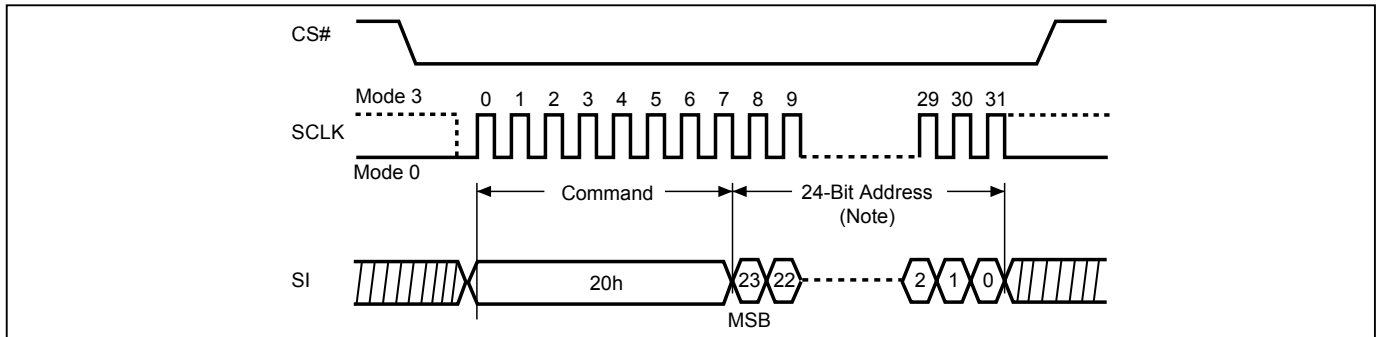 CS#
Mode 3
0 1 2 3 4 5 6 7 8 9 29 30 31
SCLK
Mode 0
Command 24-Bit Address
(Note)
SI 20h 23 22 2 1 0
MSB